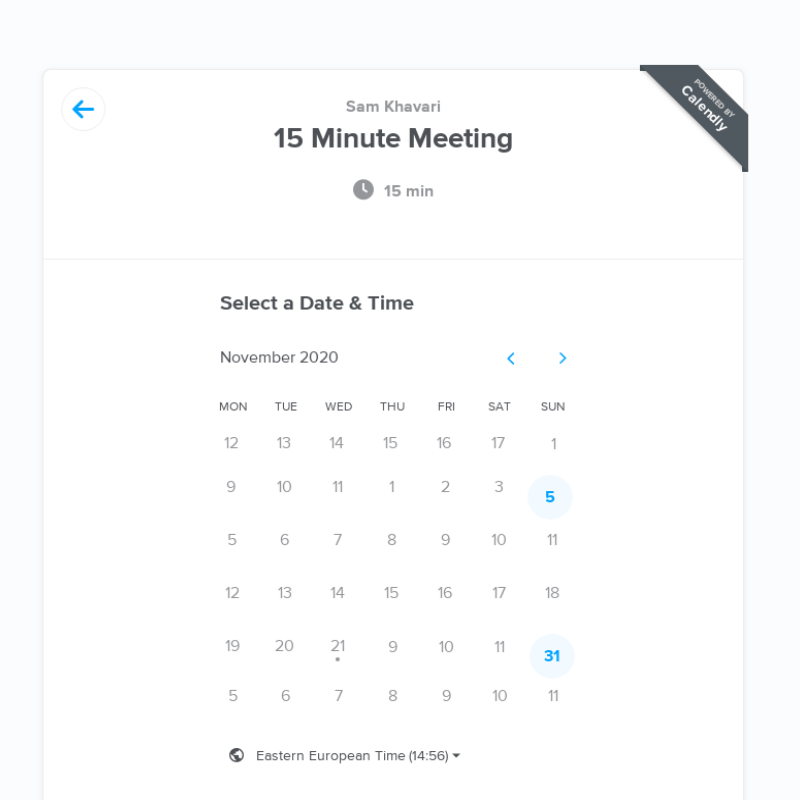 POWERED BY
Calendly
Sam Khavari
15 Minute Meeting
15 min
Select a Date & Time
November 2020
MON TUE WED THU FRI SAT SUN
12 13 14 15 16 17 1
9 10 11 1 2 3 5
5 6 7 8 9 10 11
12 13 14 15 16 17 18
19 20 21 9 10 11 31
5 6 7 8 9 10 11
Eastern European Time (14:56)